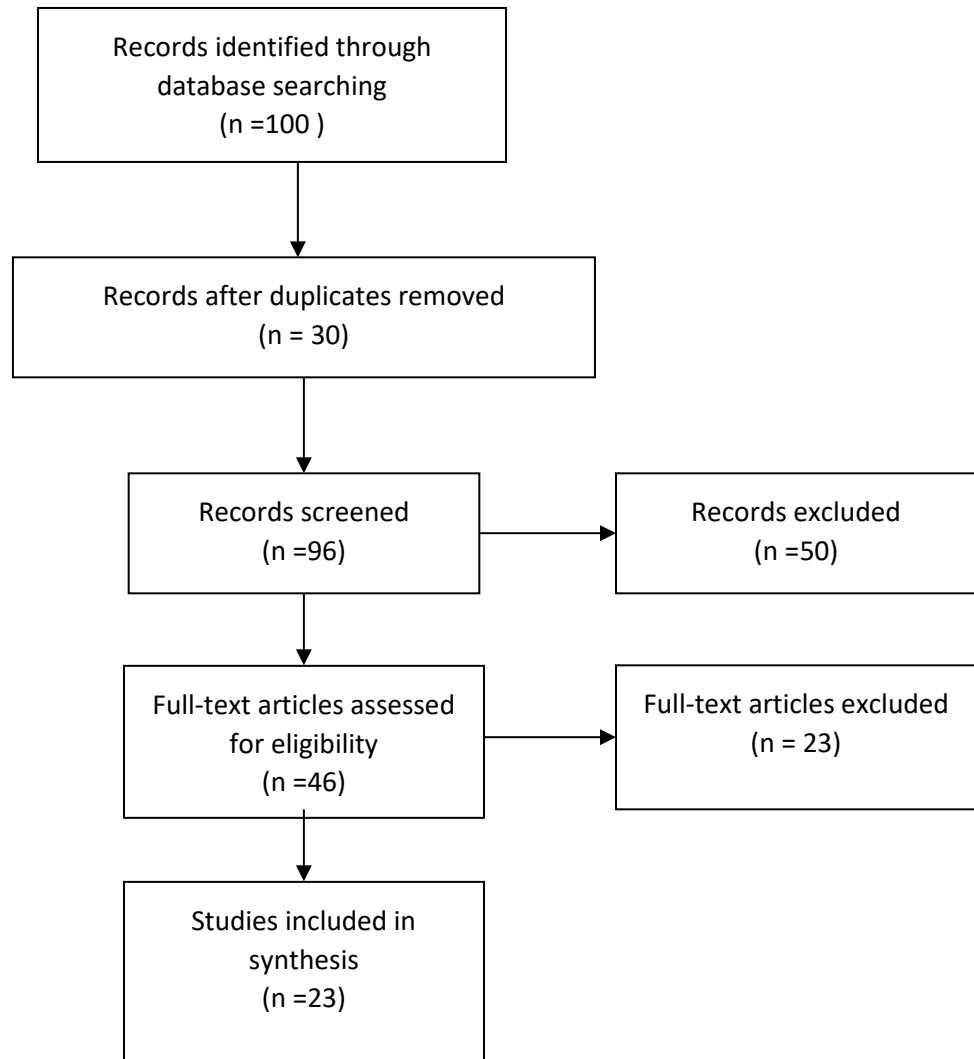 Records identified through
database searching
(n =100 )
Records after duplicates removed
(n = 30)
Records screened
(n =96)
Records excluded
(n =50)
Full-text articles assessed
for eligibility
(n =46)
Full-text articles excluded
(n = 23)
Studies included in
synthesis
(n =23)